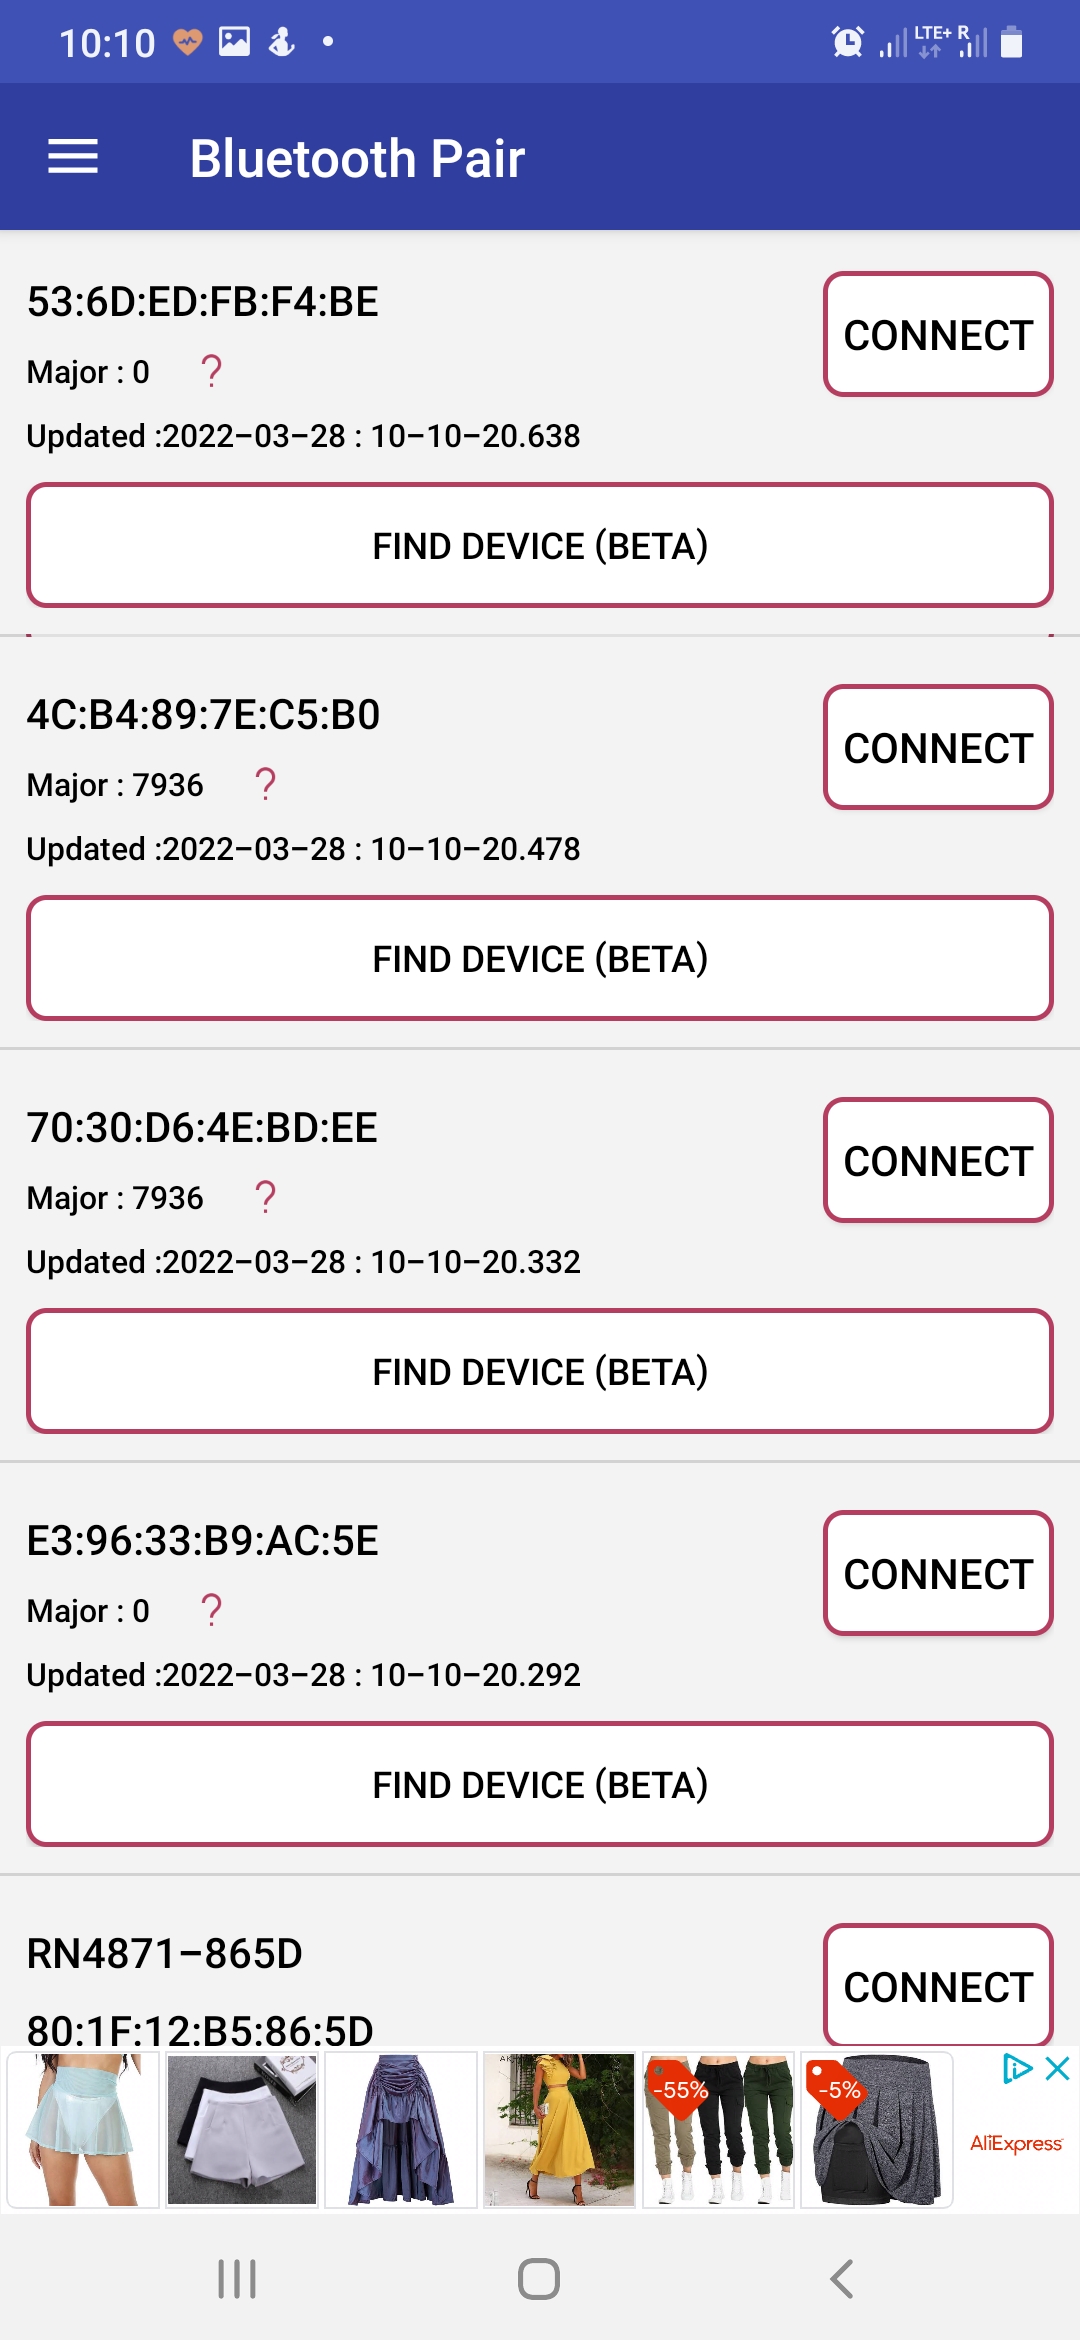 10:10
LTE+ R
Bluetooth Pair
53:6D:ED:FB:F4:BE
CONNECT
Major : 0 ?
Updated :2022-03-28 : 10-10-20.638
FIND DEVICE (BETA)
4C:B4:89:7E:C5:B0
CONNECT
Major : 7936 ?
Updated :2022-03-28 : 10-10-20.478
FIND DEVICE (BETA)
70:30:D6:4E:BD:EE
CONNECT
Major : 7936 ?
Updated :2022-03-28 : 10-10-20.332
FIND DEVICE (BETA)
E3:96:33:B9:AC:5E
CONNECT
Major : 0 ?
Updated :2022-03-28 : 10-10-20.292
FIND DEVICE (BETA)
RN4871-865D
CONNECT
80:1F:12:B5:86:5D
-55%
-5%
AliExpress